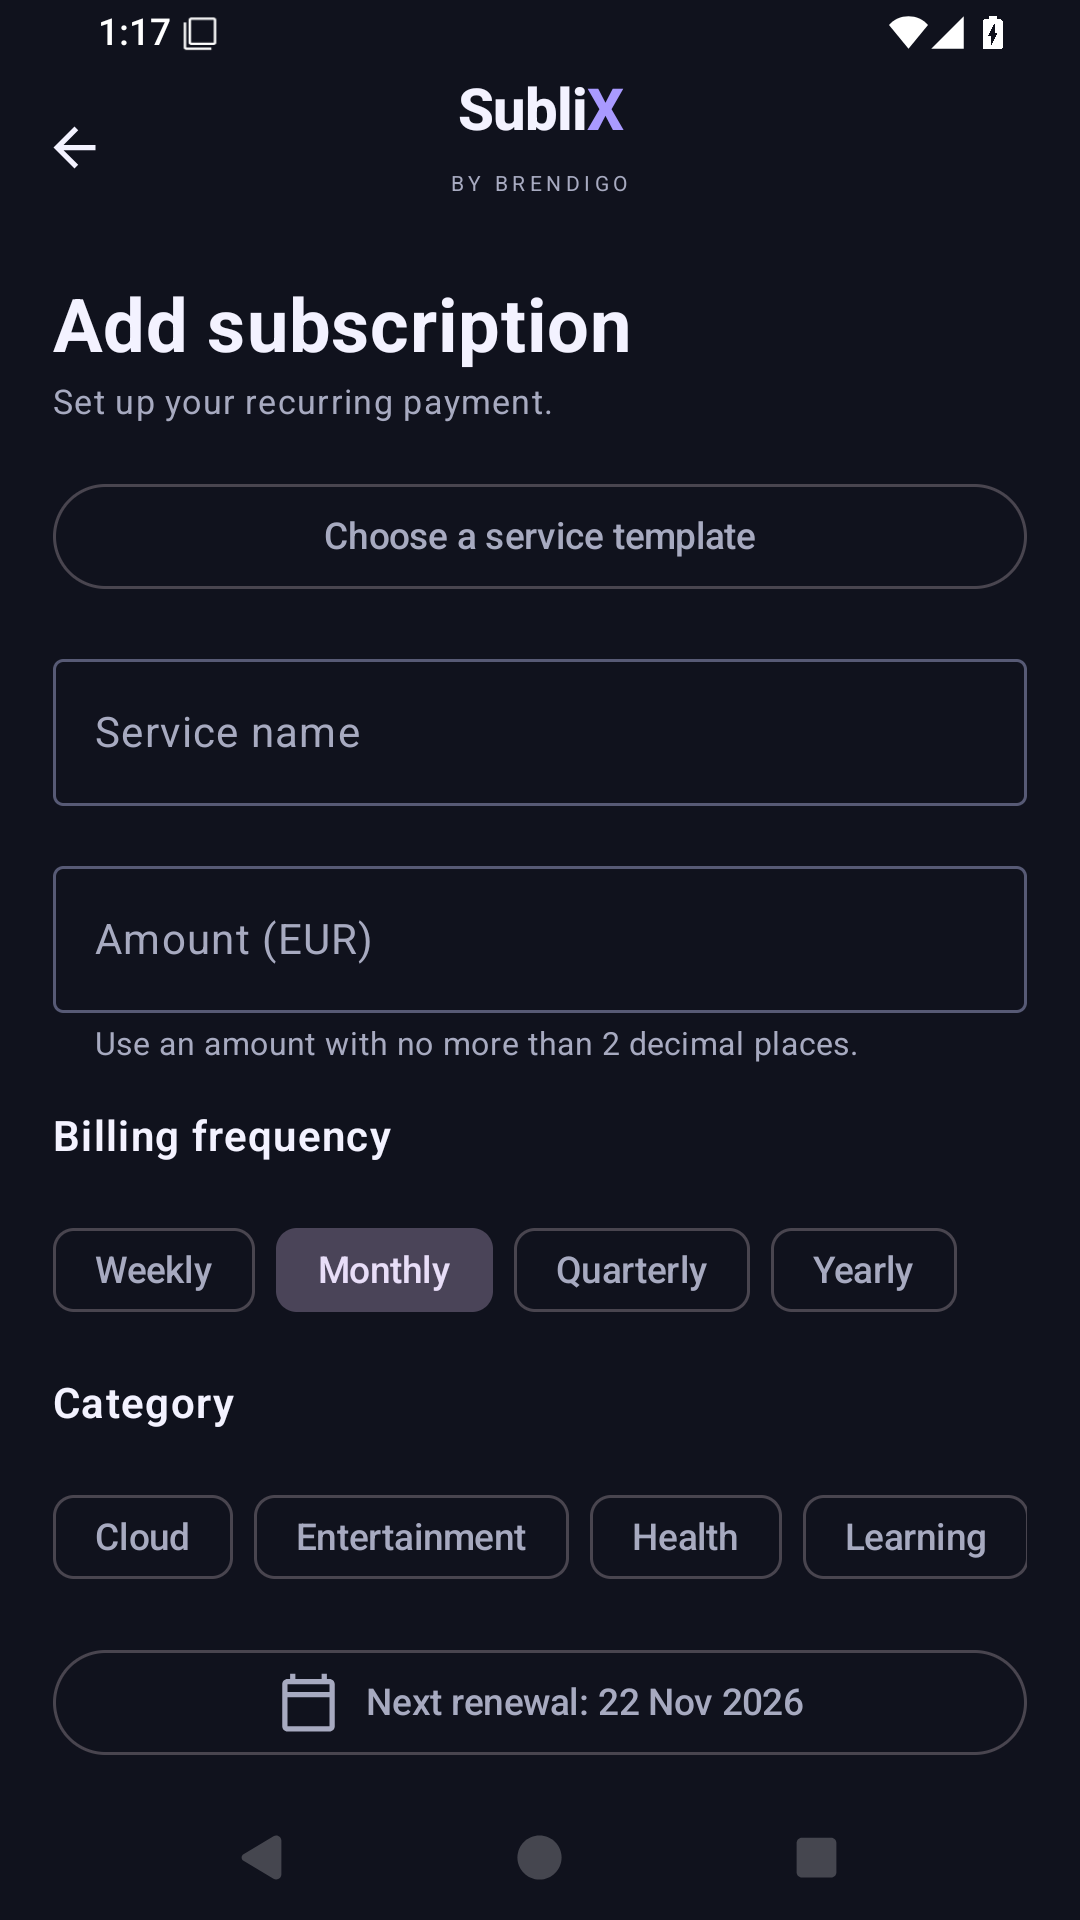 1:17
SubliX
BY BRENDIGO
Add subscription
Set up your recurring payment.
Choose a service template
Service name
Amount (EUR)
Use an amount with no more than 2 decimal places.
Billing frequency
Weekly Monthly Quarterly Yearly
Category
Cloud Entertainment Health Learning
Next renewal: 22 Nov 2026